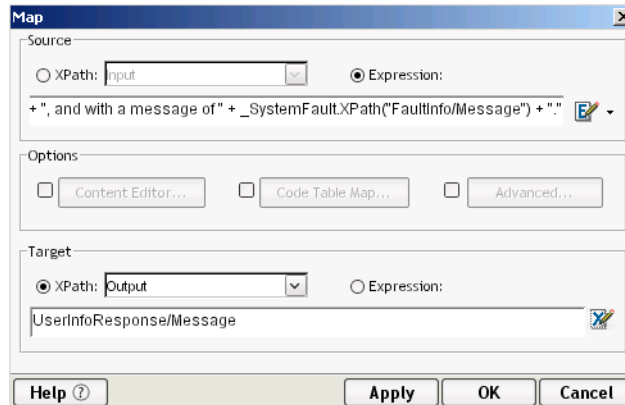 Map
Source
XPath: Input Expression:
+ ", and with a message of " + _SystemFault.XPath("FaultInfo/Message") + "."
Options
Content Editor... Code Table Map... Advanced...
Target
XPath: Output Expression:
UserInfoResponse/Message
Help ? Apply OK Cancel